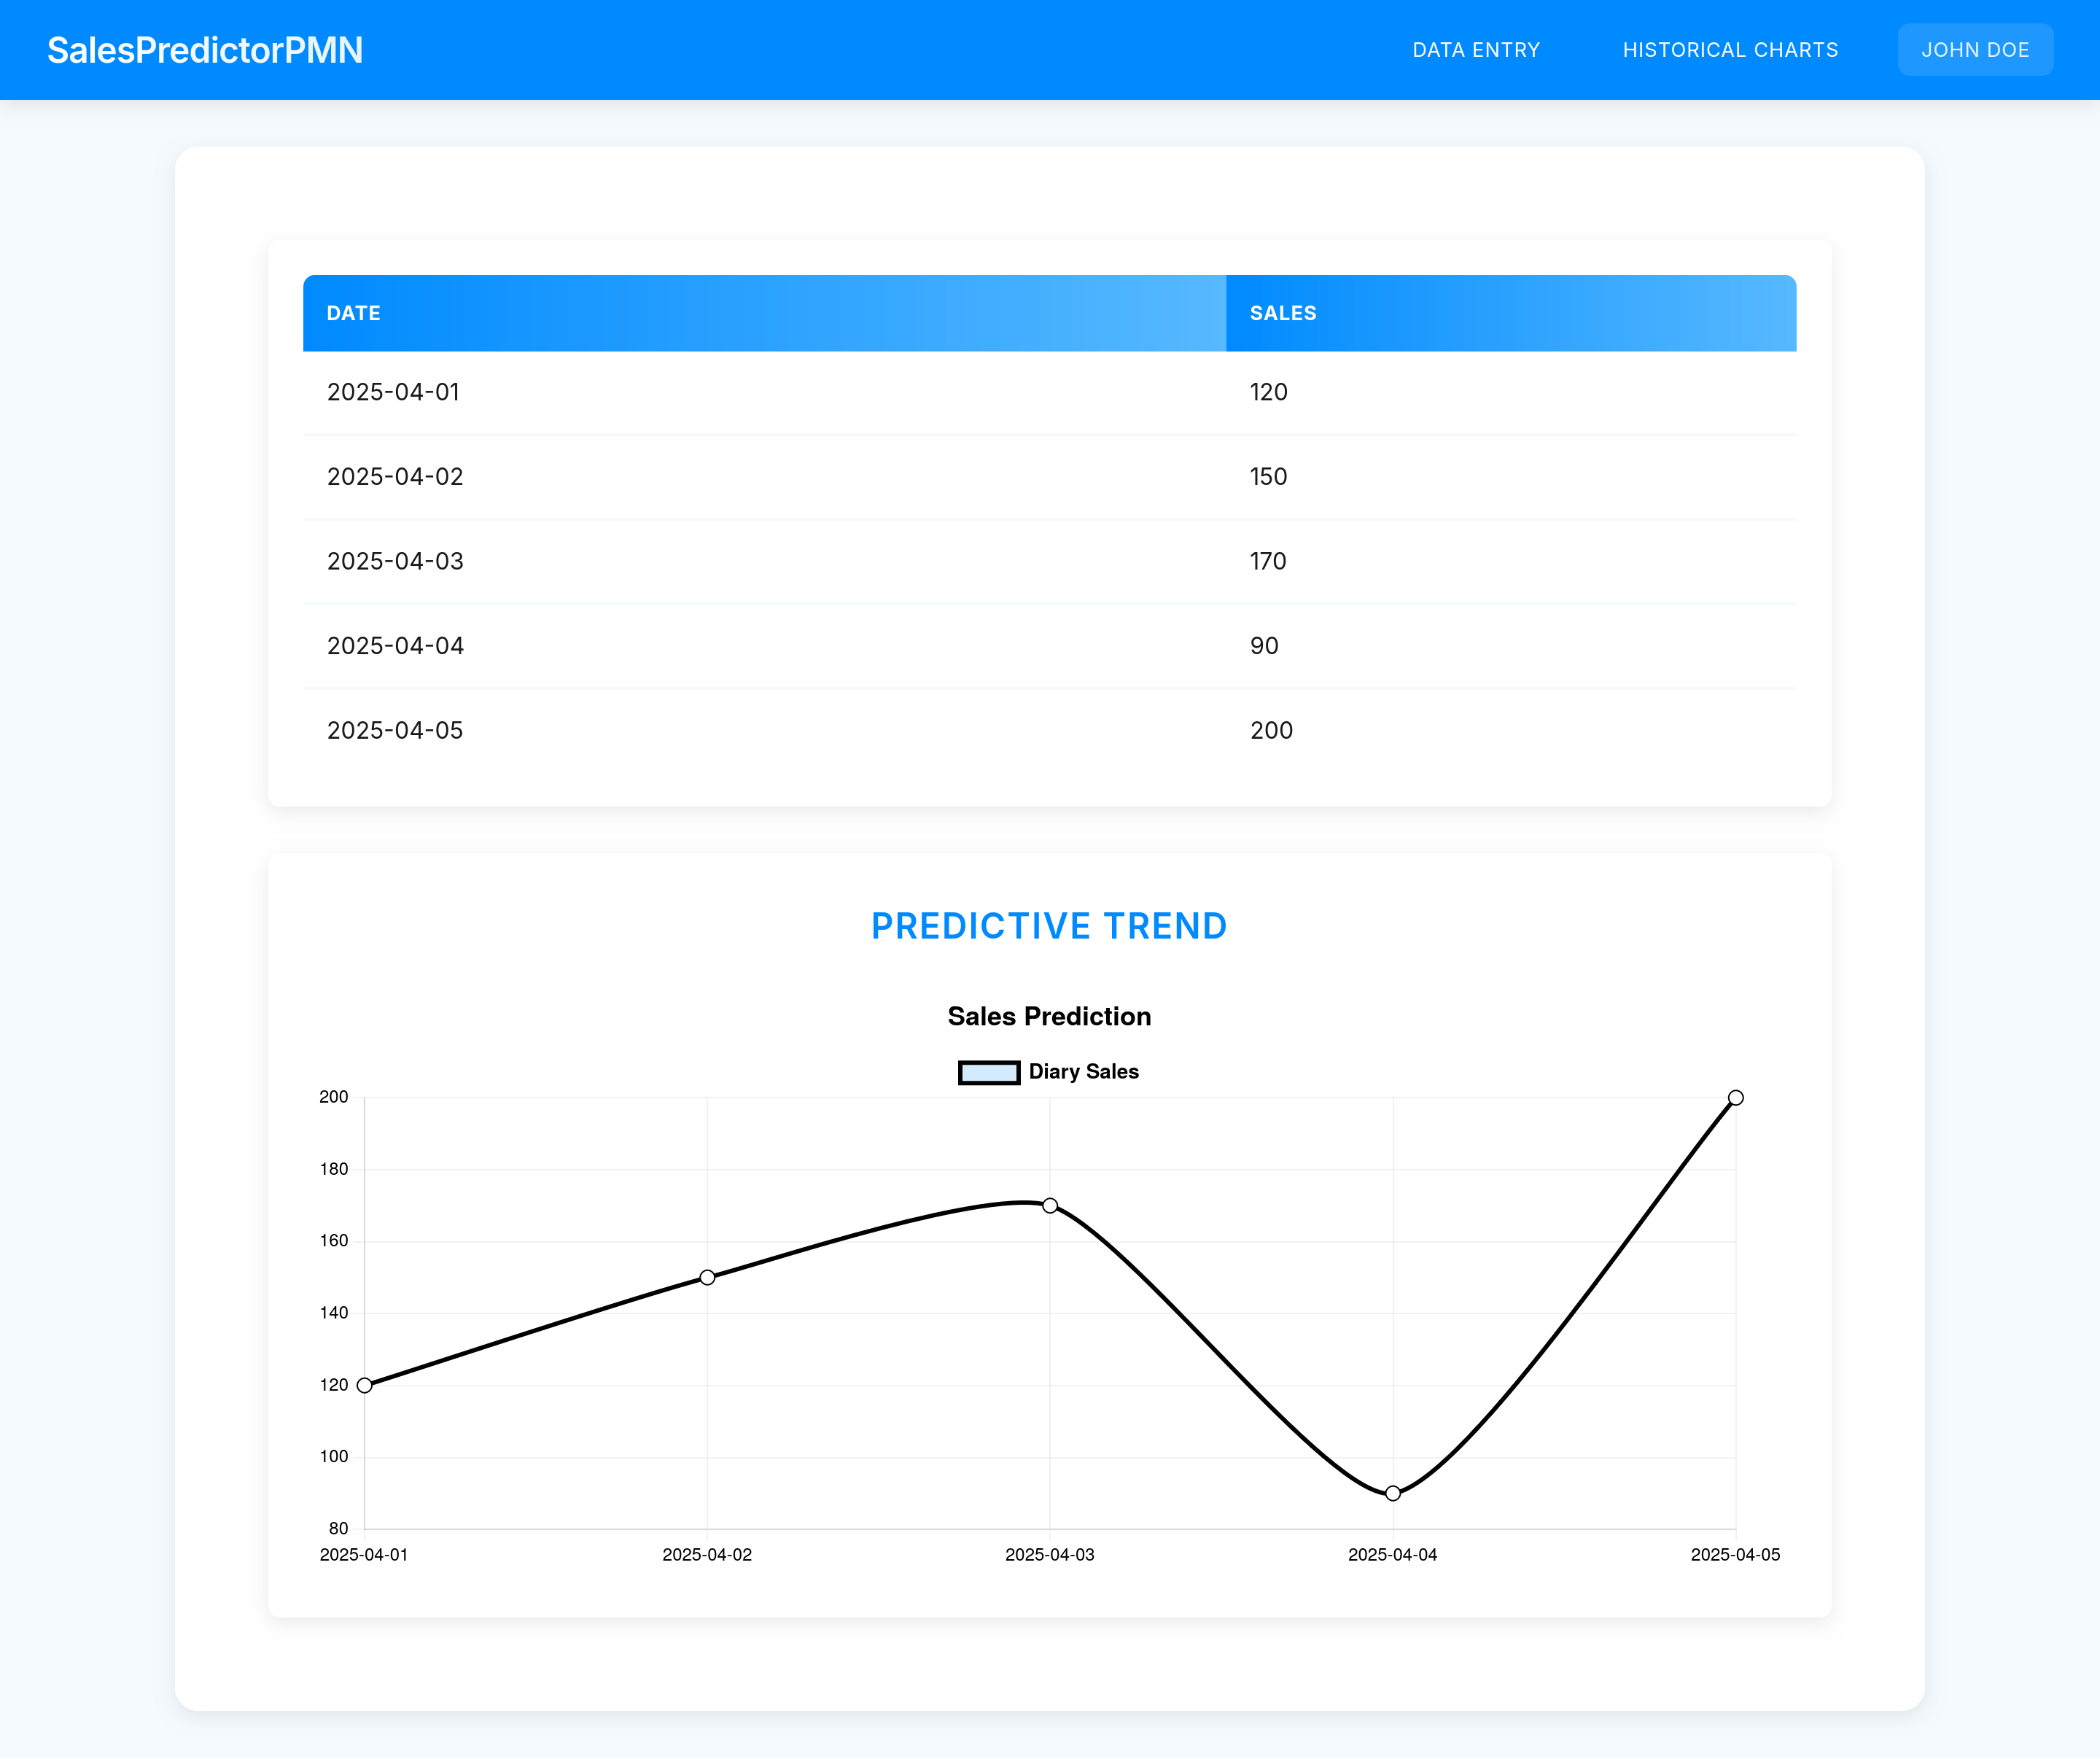 SalesPredictorPMN DATA ENTRY HISTORICAL CHARTS JOHN DOE
DATE SALES
2025-04-01 120
2025-04-02 150
2025-04-03 170
2025-04-04 90
2025-04-05 200
PREDICTIVE TREND
Sales Prediction
Diary Sales
200
180
160
140
120
100
80
2025-04-01 2025-04-02 2025-04-03 2025-04-04 2025-04-05